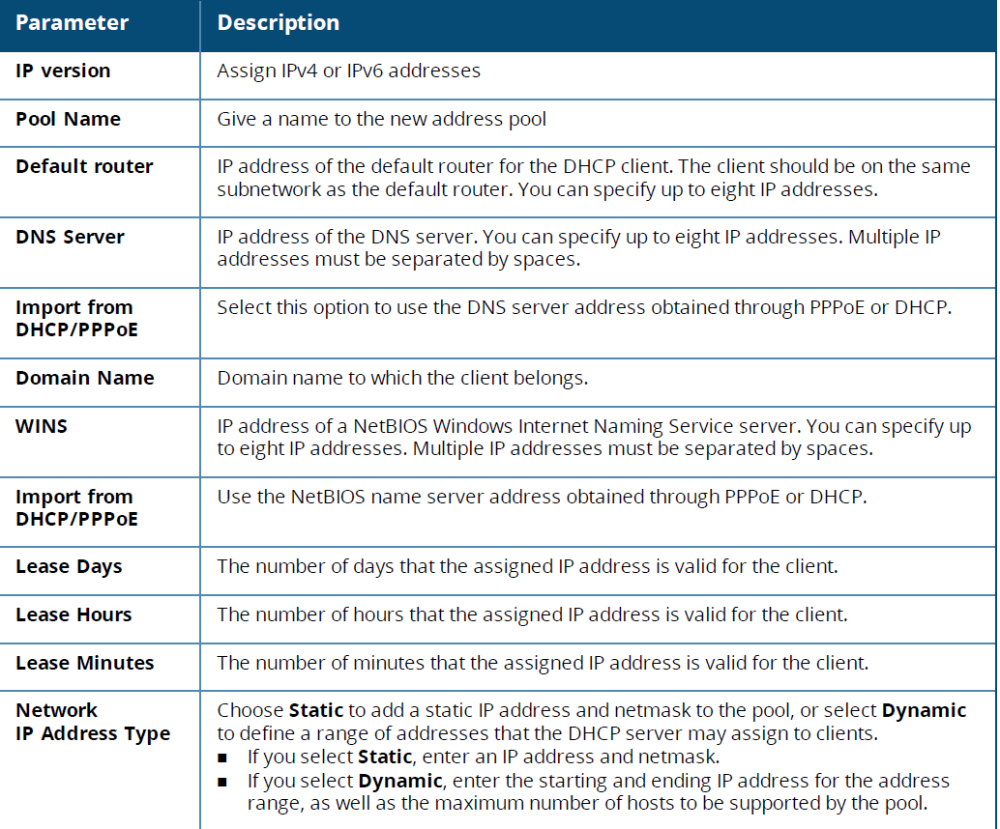 Parameter Description
IP version Assign IPv4 or IPv6 addresses
Pool Name Give a name to the new address pool
Default router IP address of the default router for the DHCP client. The client should be on the same
subnetwork as the default router. You can specify up to eight IP addresses.
DNS Server IP address of the DNS server. You can specify up to eight IP addresses. Multiple IP
addresses must be separated by spaces.
Import from Select this option to use the DNS server address obtained through PPPoE or DHCP.
DHCP/PPPoE
Domain Name Domain name to which the client belongs.
WINS IP address of a NetBIOS Windows Internet Naming Service server. You can specify up
to eight IP addresses. Multiple IP addresses must be separated by spaces.
Import from Use the NetBIOS name server address obtained through PPPoE or DHCP.
DHCP/PPPoE
Lease Days The number of days that the assigned IP address is valid for the client.
Lease Hours The number of hours that the assigned IP address is valid for the client.
Lease Minutes The number of minutes that the assigned IP address is valid for the client.
Network Choose Static to add a static IP address and netmask to the pool, or select Dynamic
IP Address Type to define a range of addresses that the DHCP server may assign to clients.
■ If you select Static, enter an IP address and netmask.
■ If you select Dynamic, enter the starting and ending IP address for the address
range, as well as the maximum number of hosts to be supported by the pool.